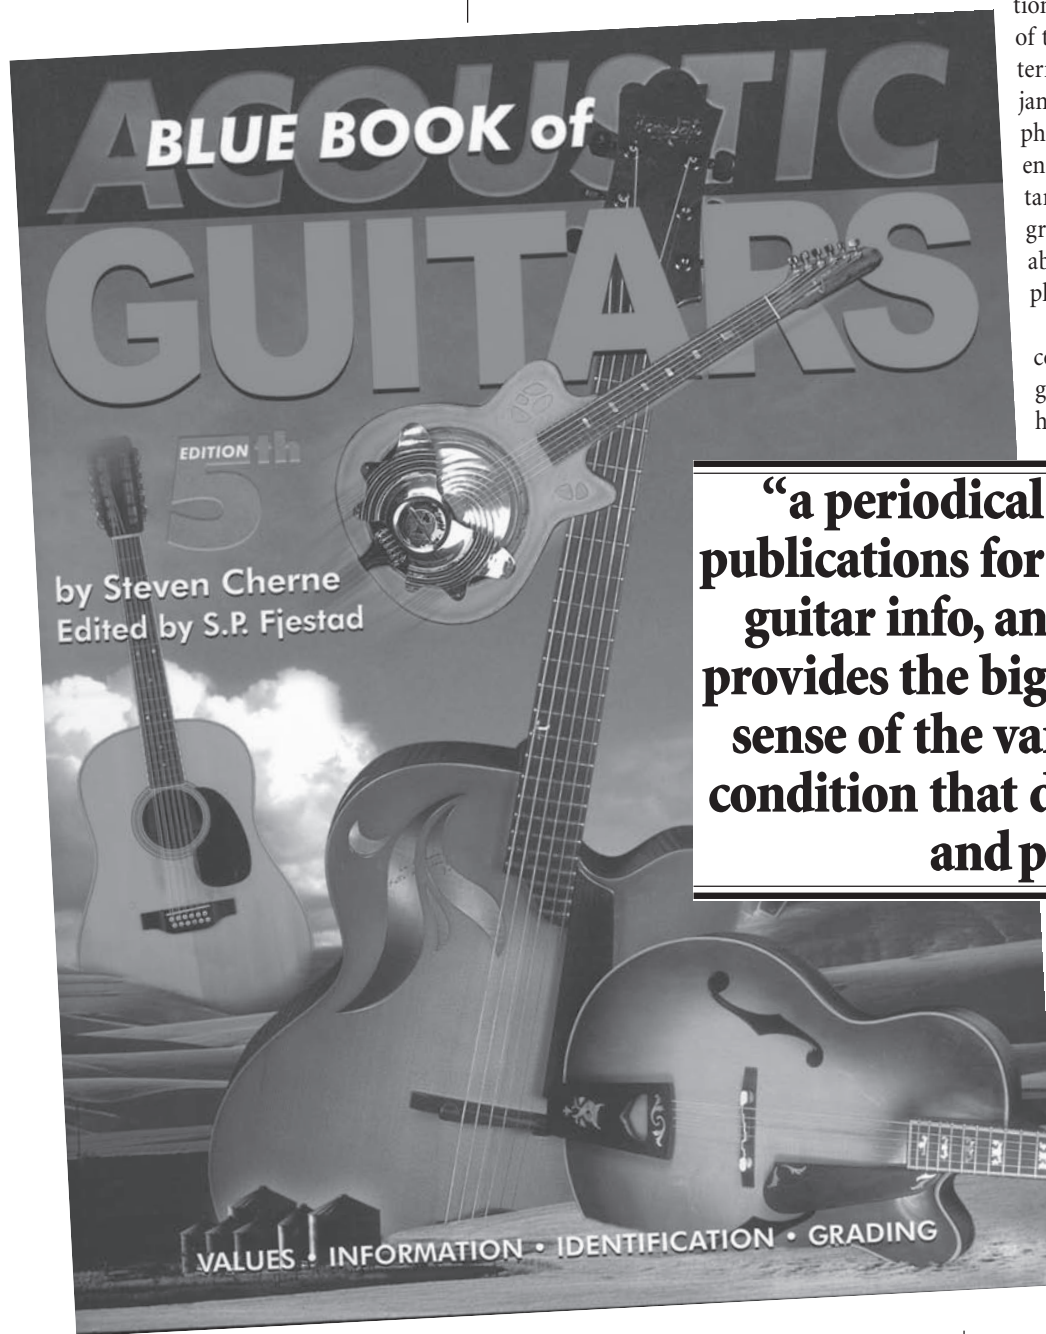 BLUE BOOK of
ACOUSTIC
GUITARS
5th
EDITION
by Steven Cherne
Edited by S.P. Fjestad
VALUES • INFORMATION • IDENTIFICATION • GRADING
“a periodical
publications for
guitar info, an
provides the big
sense of the va
condition that d
and p
of t